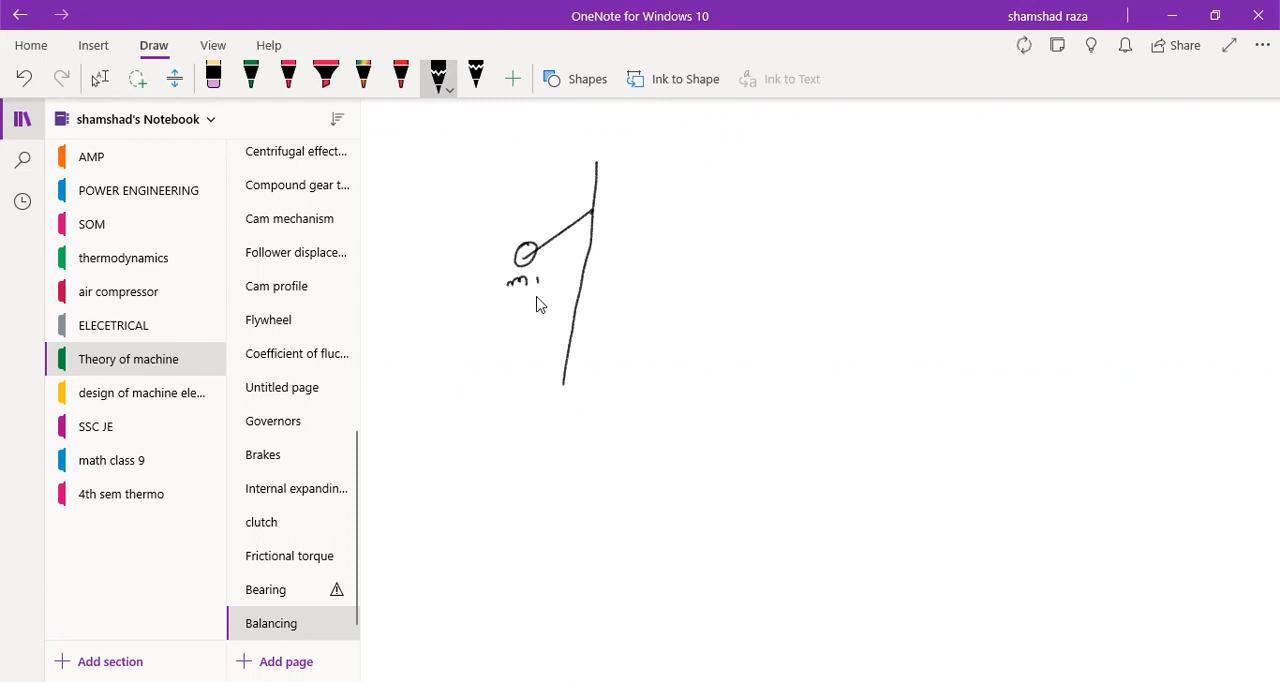 OneNote for Windows 10
shamshad raza
Home Insert Draw View Help
Share
Shapes
Ink to Shape
Ink to Text
shamshad's Notebook
AMP
POWER ENGINEERING
SOM
thermodynamics
air compressor
ELECETRICAL
Theory of machine
design of machine ele...
SSC JE
math class 9
4th sem thermo
Add section
Centrifugal effect...
Compound gear t...
Cam mechanism
Follower displace...
Cam profile
Flywheel
Coefficient of fluc...
Untitled page
Governors
Brakes
Internal expandin...
clutch
Frictional torque
Bearing
Balancing
Add page
m1